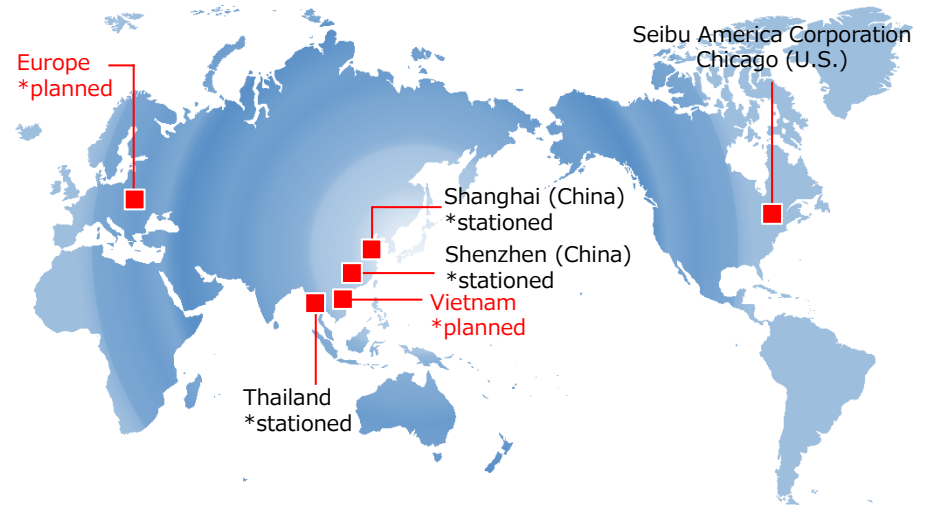 Seibu America Corporation
Chicago (U.S.)
Europe
*planned
Shanghai (China)
*stationed
Shenzhen (China)
*stationed
Vietnam
*planned
Thailand
*stationed